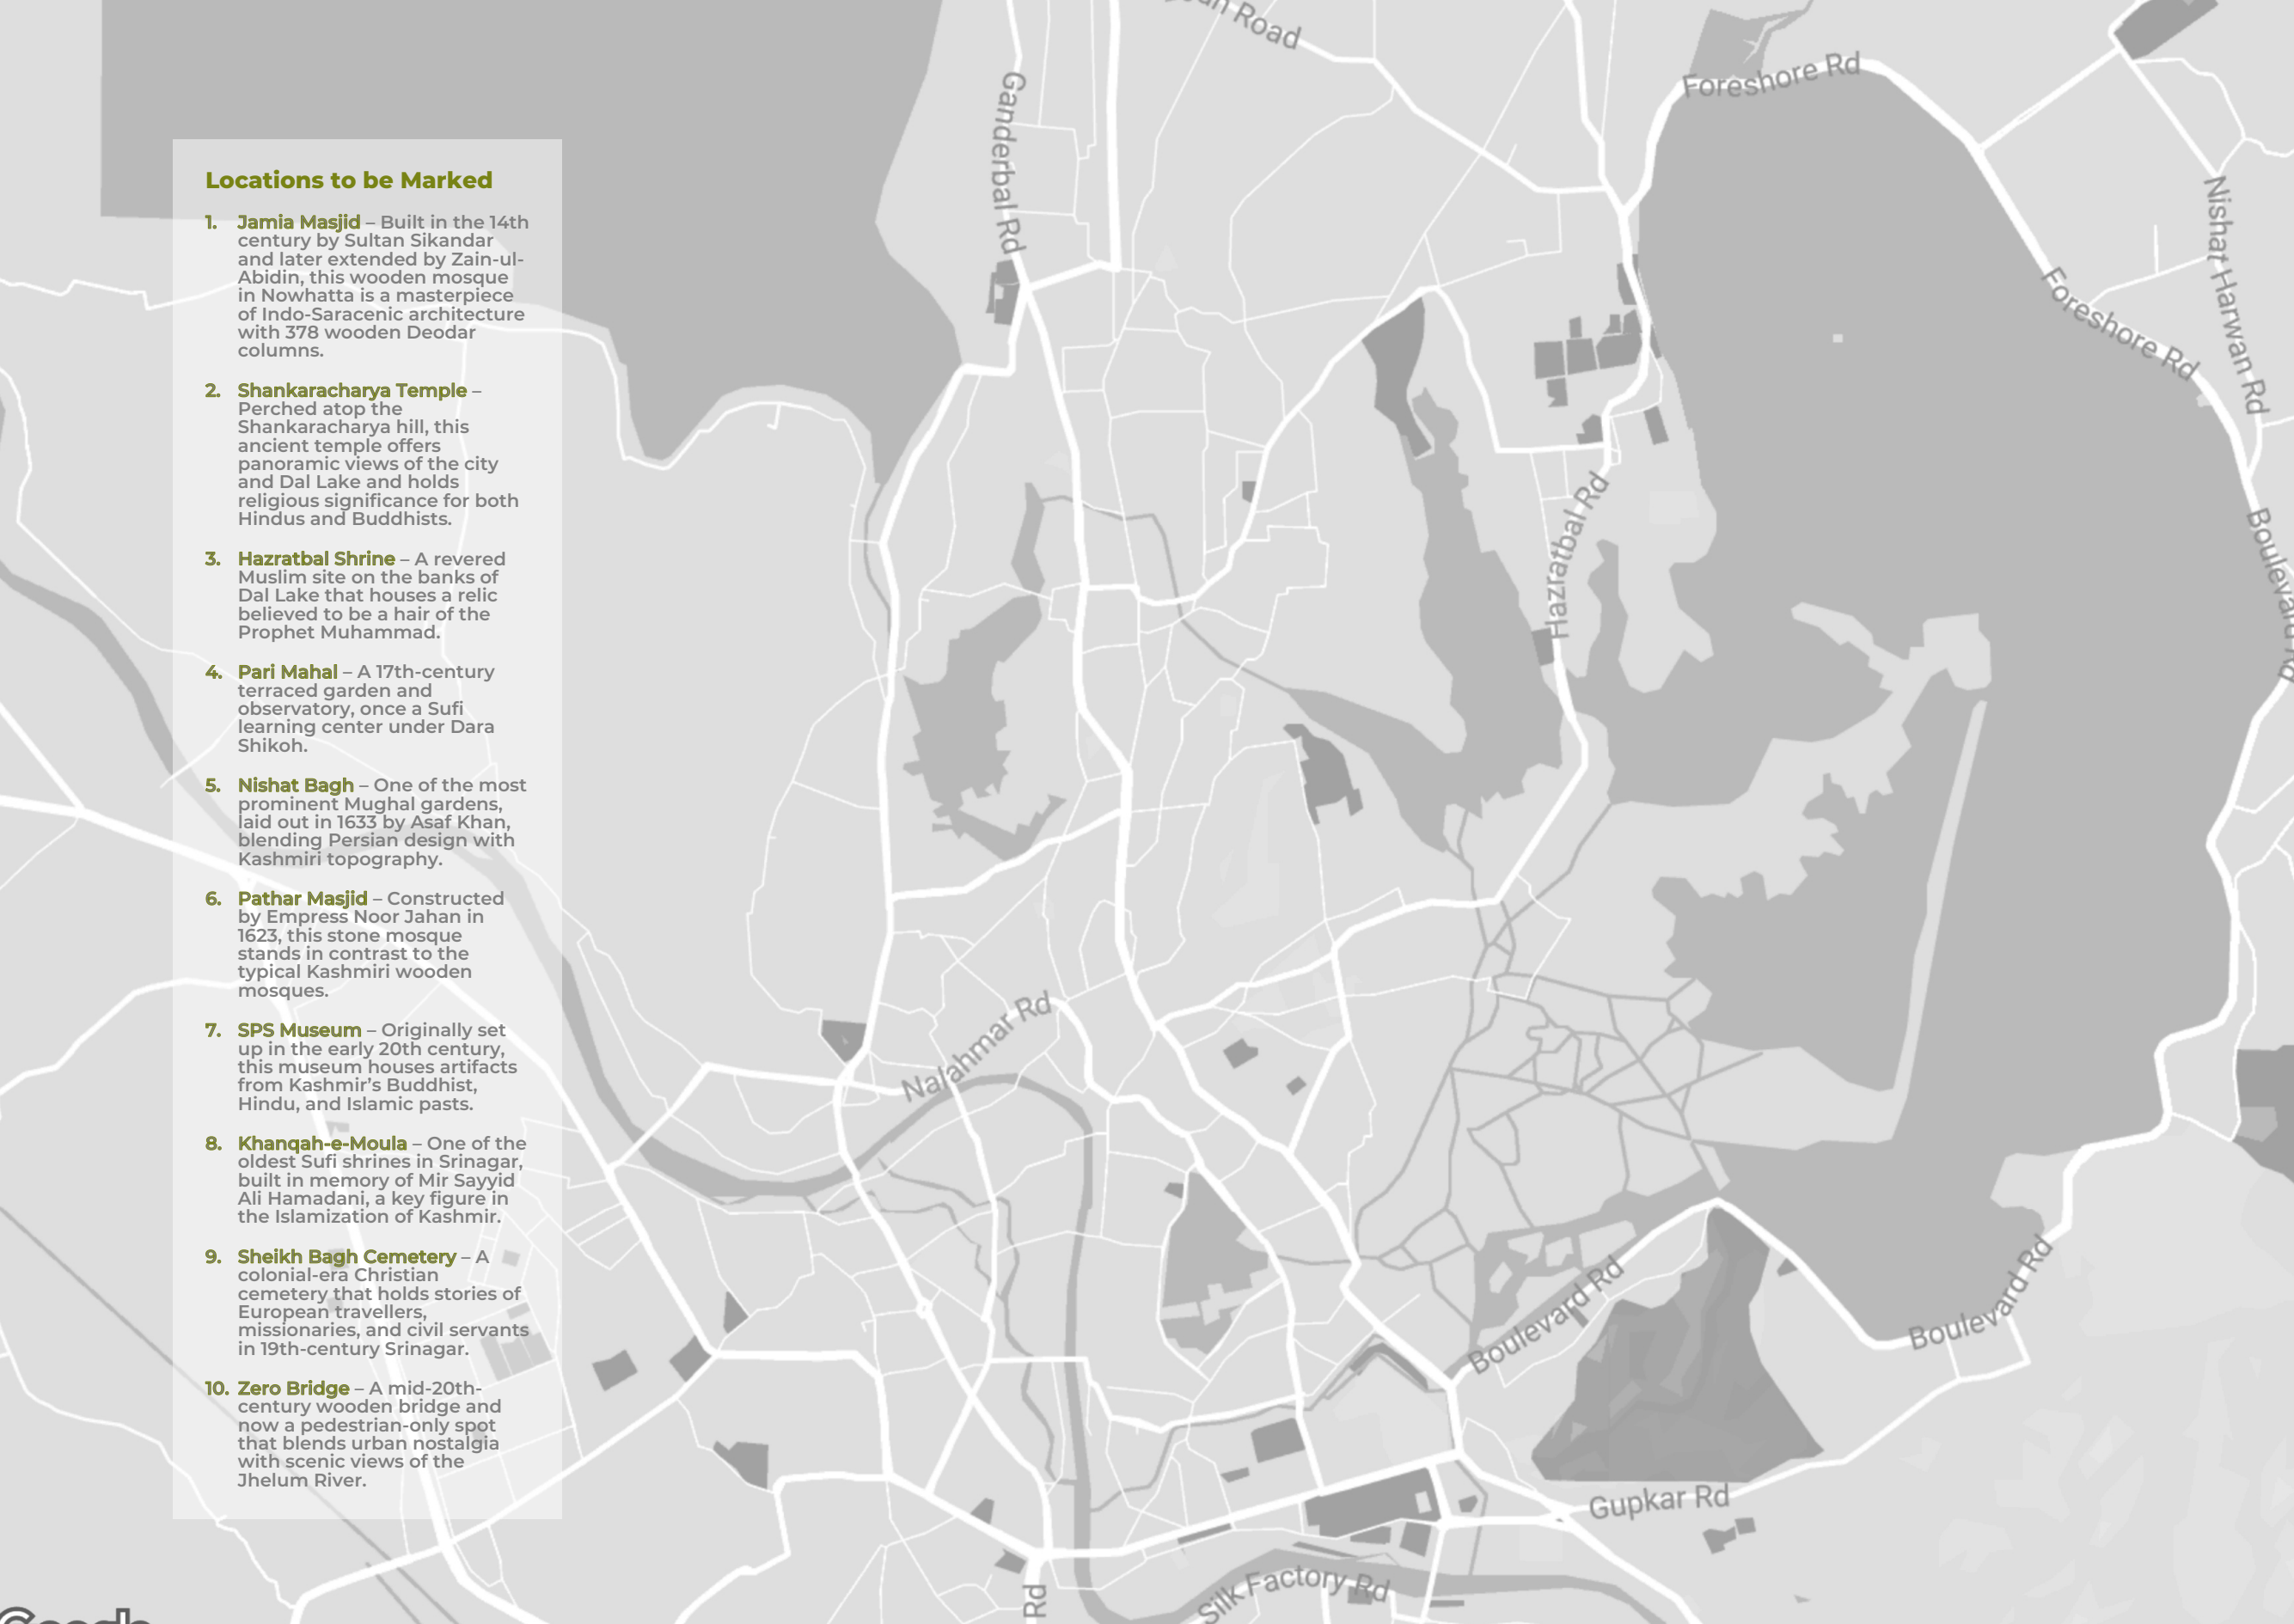 Locations to be Marked
1. Jamia Masjid – Built in the 14th
century by Sultan Sikandar
and later extended by Zain-ul-
Abidin, this wooden mosque
in Nowhatta is a masterpiece
of Indo-Saracenic architecture
with 378 wooden Deodar
columns.
2. Shankaracharya Temple –
Perched atop the
Shankaracharya hill, this
ancient temple offers
panoramic views of the city
and Dal Lake and holds
religious significance for both
Hindus and Buddhists.
3. Hazratbal Shrine – A revered
Muslim site on the banks of
Dal Lake that houses a relic
believed to be a hair of the
Prophet Muhammad.
4. Pari Mahal – A 17th-century
terraced garden and
observatory, once a Sufi
learning center under Dara
Shikoh.
5. Nishat Bagh – One of the most
prominent Mughal gardens,
laid out in 1633 by Asaf Khan,
blending Persian design with
Kashmiri topography.
6. Pathar Masjid – Constructed
by Empress Noor Jahan in
1623, this stone mosque
stands in contrast to the
typical Kashmiri wooden
mosques.
7. SPS Museum – Originally set
up in the early 20th century,
this museum houses artifacts
from Kashmir's Buddhist,
Hindu, and Islamic pasts.
8. Khanqah-e-Moula – One of the
oldest Sufi shrines in Srinagar,
built in memory of Mir Sayyid
Ali Hamadani, a key figure in
the Islamization of Kashmir.
9. Sheikh Bagh Cemetery – A
colonial-era Christian
cemetery that holds stories of
European travellers,
missionaries, and civil servants
in 19th-century Srinagar.
10. Zero Bridge – A mid-20th-
century wooden bridge and
now a pedestrian-only spot
that blends urban nostalgia
with scenic views of the
Jhelum River.
Road
Ganderbal Rd
Foreshore Rd
Nishat Harwan Rd
Foreshore Rd
Hazratbal Rd
Boulevard Rd
Nalahmar Rd
Boulevard Rd
Boulevard Rd
Gupkar Rd
Silk Factory Rd
Rd